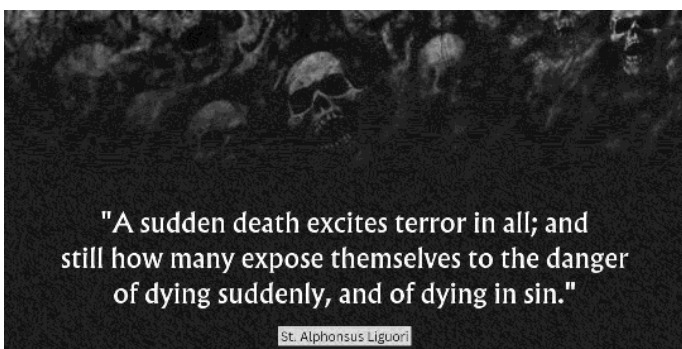 "A sudden death excites terror in all; and
still how many expose themselves to the danger
of dying suddenly, and of dying in sin."
St. Alphonsus Liguori